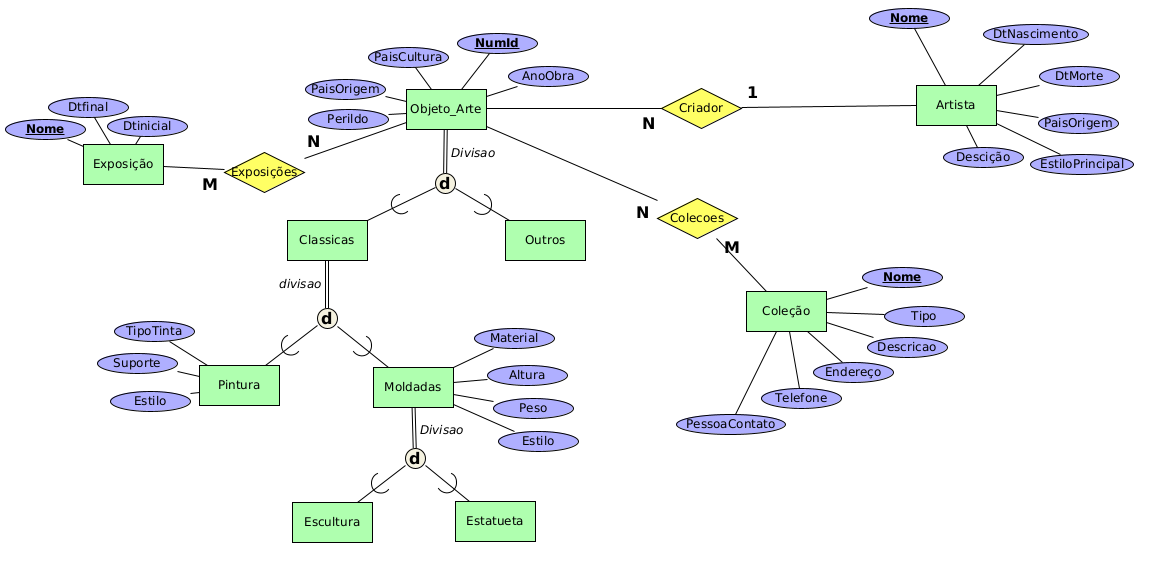 Nome
NumId
DtNascimento
PaisCultura
AnoObra
DtMorte
PaisOrigem
1
Dtfinal
Objeto_Arte
Criador
Artista
Perildo
Nome
Dtinicial
N
PaisOrigem
N
Divisao
Descição
EstiloPrincipal
Exposição
Exposições
M
d
N
Colecoes
Classicas
Outros
M
divisao
Nome
Coleção
Tipo
d
TipoTinta
Material
Descricao
Suporte
Altura
Endereço
Pintura
Moldadas
Estilo
Peso
Telefone
PessoaContato
Divisao
Estilo
d
Escultura
Estatueta